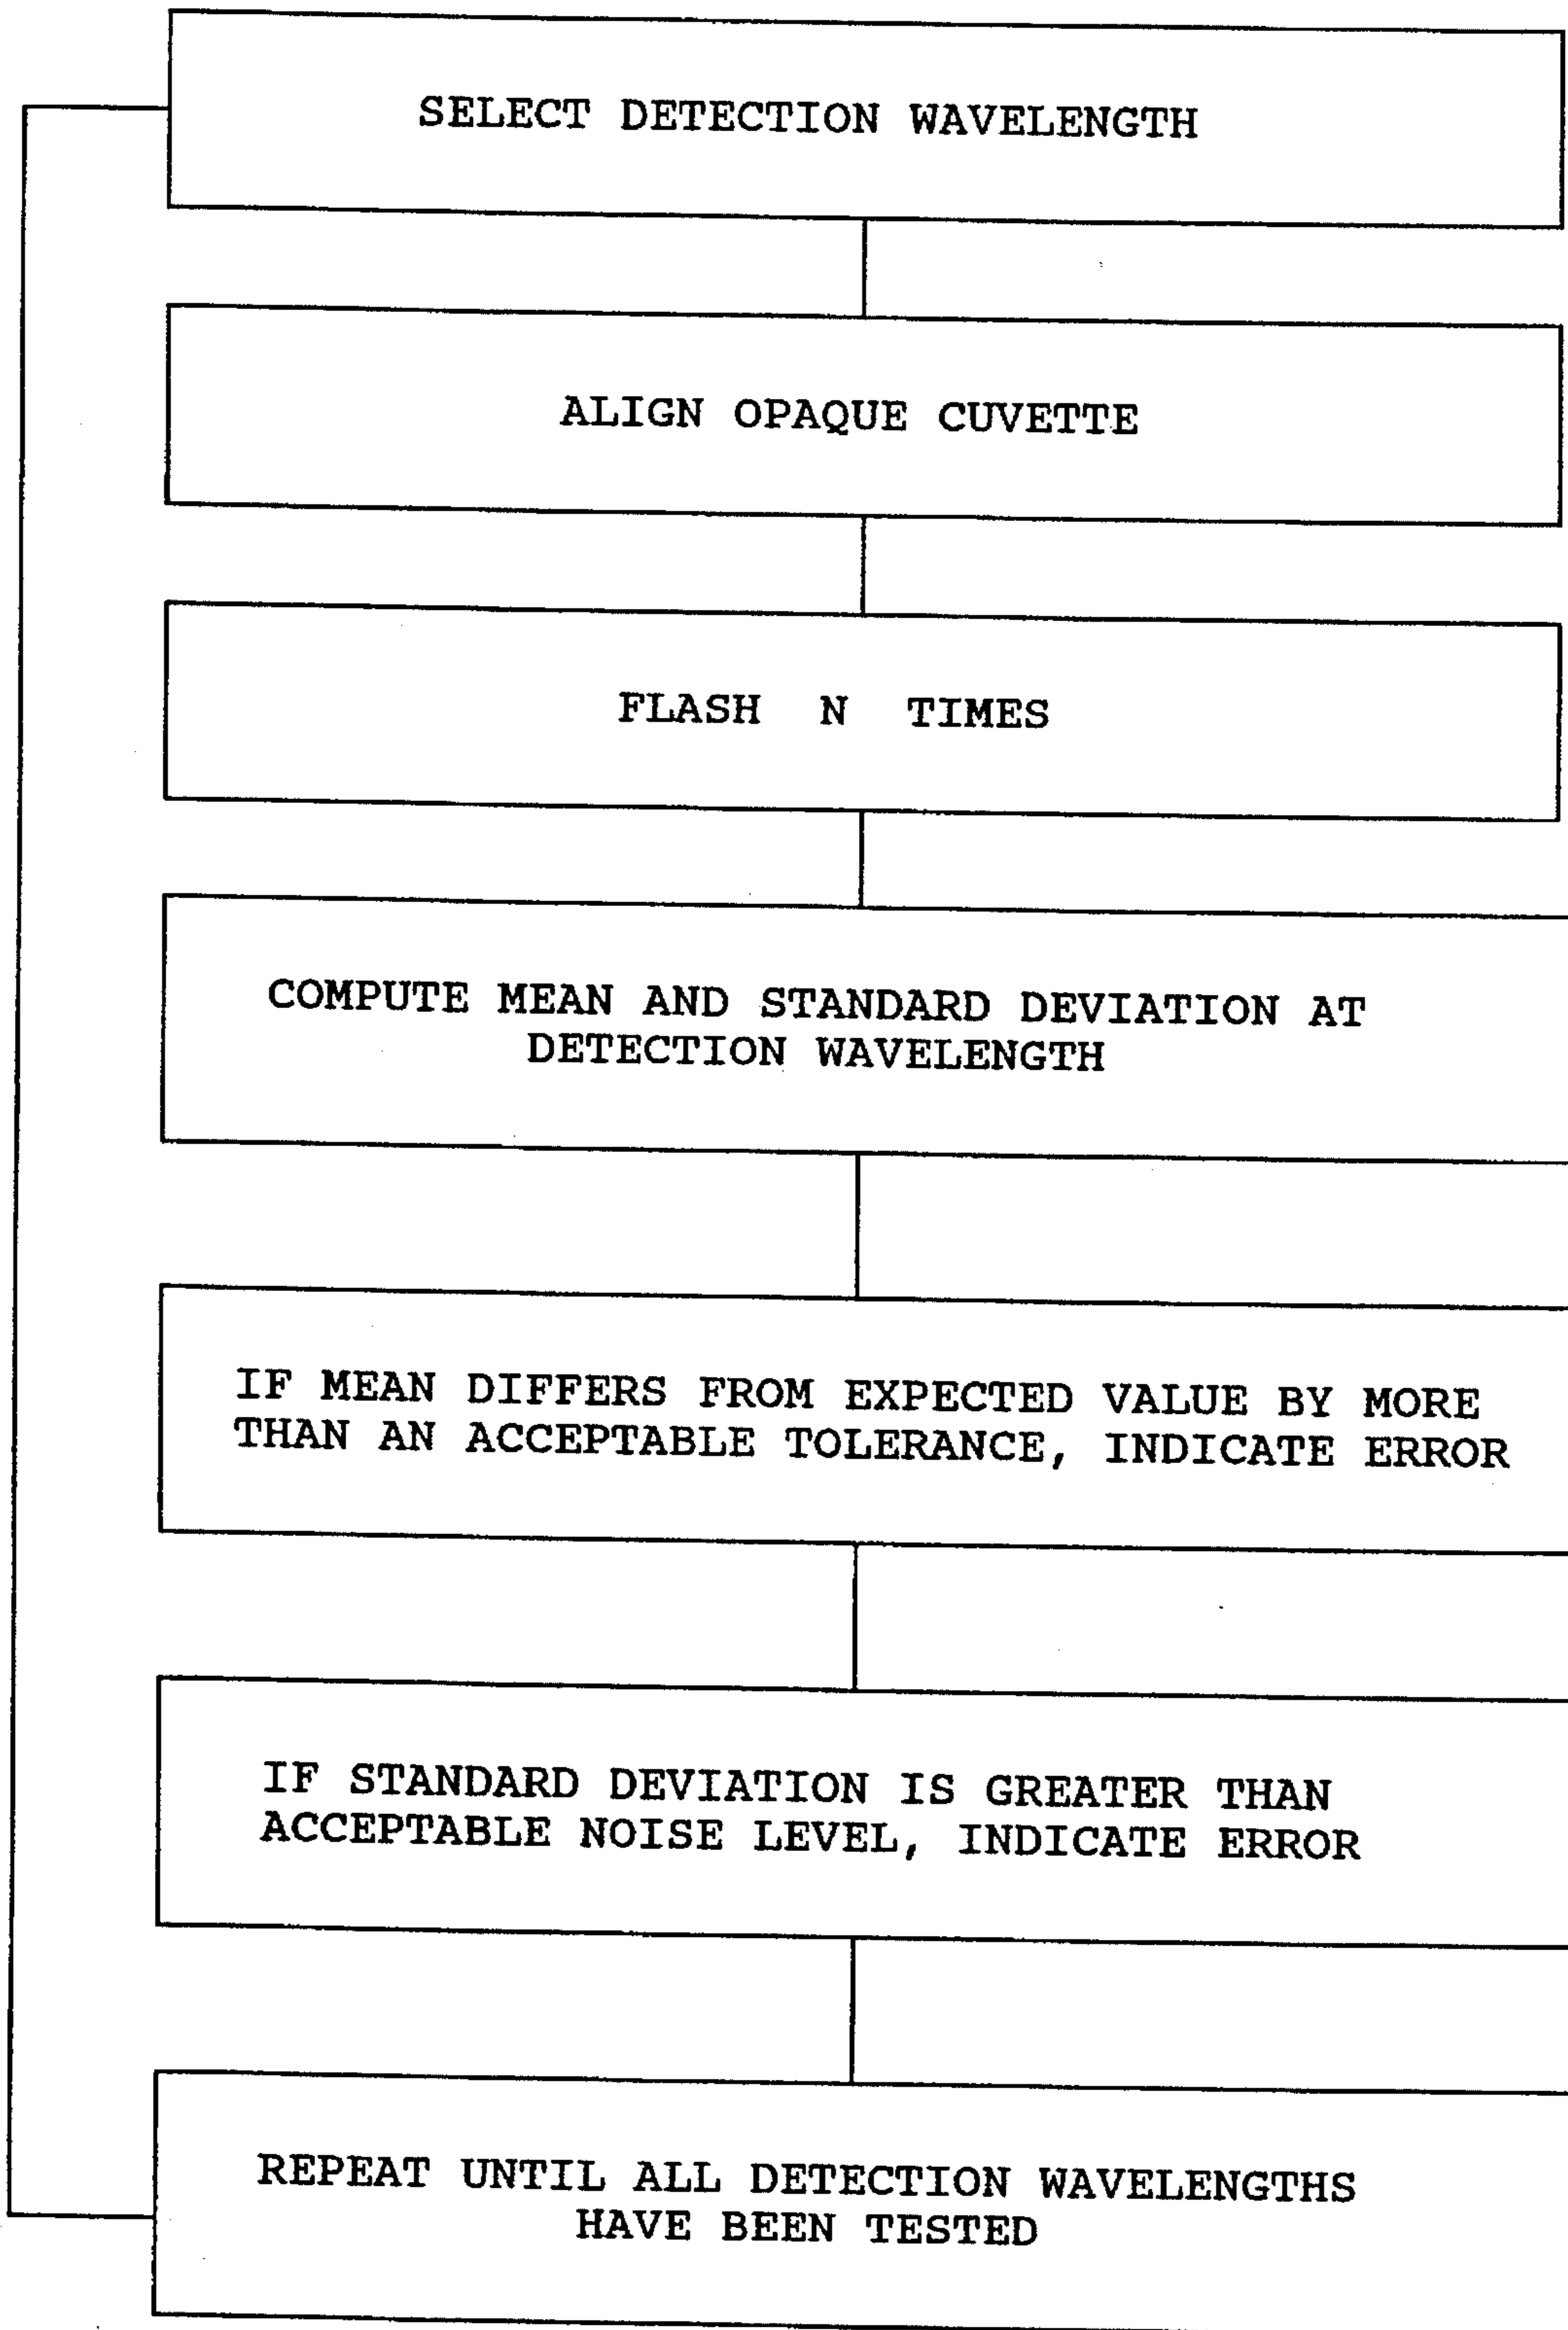 SELECT DETECTION WAVELENGTH
ALIGN OPAQUE CUVETTE
FLASH N TIMES
COMPUTE MEAN AND STANDARD DEVIATION AT
DETECTION WAVELENGTH
IF MEAN DIFFERS FROM EXPECTED VALUE BY MORE
THAN AN ACCEPTABLE TOLERANCE, INDICATE ERROR
IF STANDARD DEVIATION IS GREATER THAN
ACCEPTABLE NOISE LEVEL, INDICATE ERROR
REPEAT UNTIL ALL DETECTION WAVELENGTHS
HAVE BEEN TESTED